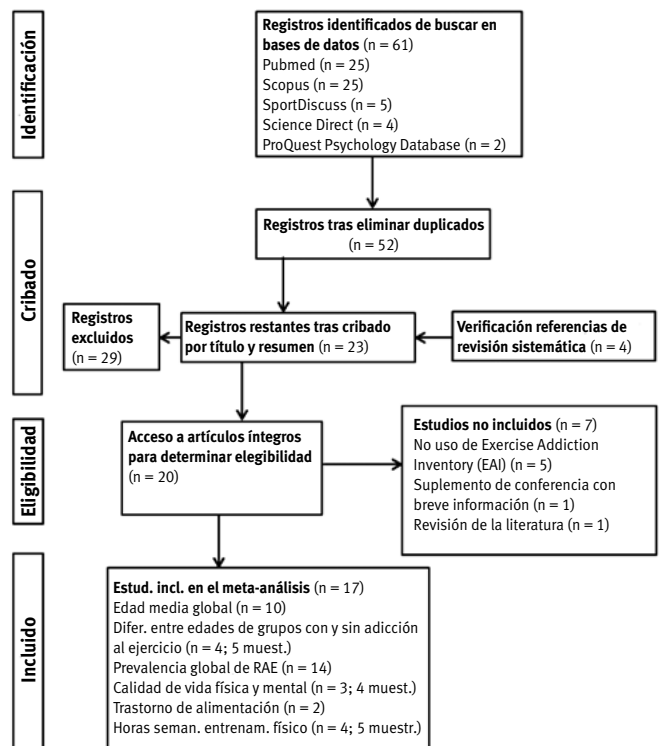 Identificación
Registros identificados de buscar en
bases de datos (n = 61)
Pubmed (n = 25)
Scopus (n = 25)
SportDiscuss (n = 5)
Science Direct (n = 4)
ProQuest Psychology Database (n = 2)
Cribado
Registros tras eliminar duplicados
(n = 52)
Registros
excluidos
(n = 29)
Registros restantes tras cribado
por título y resumen (n = 23)
Verificación referencias de
revisión sistemática (n = 4)
Eligibilidad
Acceso a artículos íntegros
para determinar elegibilidad
(n = 20)
Estudios no incluidos (n = 7)
No uso de Exercise Addiction
Inventory (EAI) (n = 5)
Suplemento de conferencia con
breve información (n = 1)
Revisión de la literatura (n = 1)
Incluido
Estud. incl. en el meta-análisis (n = 17)
Edad media global (n = 10)
Difer. entre edades de grupos con y sin adicción
al ejercicio (n = 4; 5 muest.)
Prevalencia global de RAE (n = 14)
Calidad de vida física y mental (n = 3; 4 muest.)
Trastorno de alimentación (n = 2)
Horas seman. entrenam. físico (n = 4; 5 muestr.)